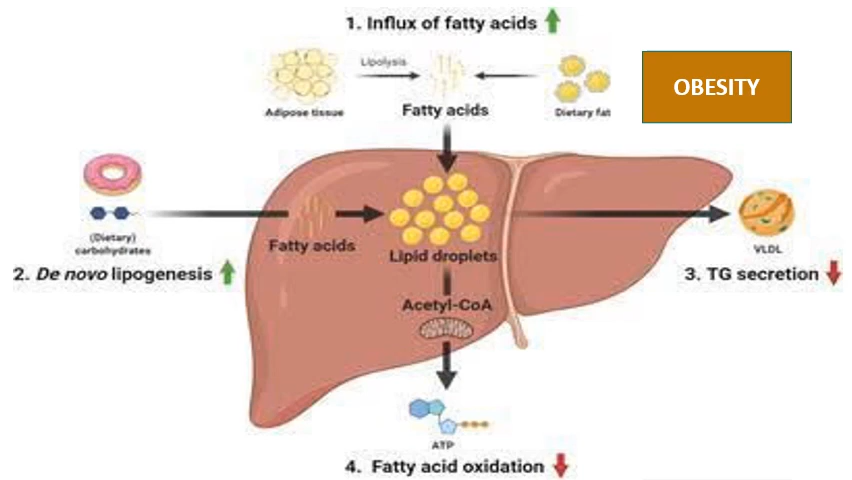 1. Influx of fatty acids
Lipolysis
Adipose tissue
Fatty acids
Dietary fat
OBESITY
(Dietary)
carbohydrates
2. De novo lipogenesis
Fatty acids
Lipid droplets
VLDL
3. TG secretion
Acetyl-CoA
ATP
4. Fatty acid oxidation